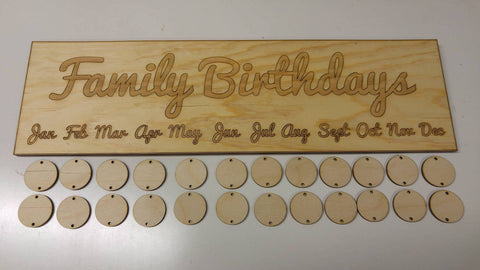 Family Birthdays
Jan Feb Mar Apr May Jun Jul Aug Sept Oct Nov Dec